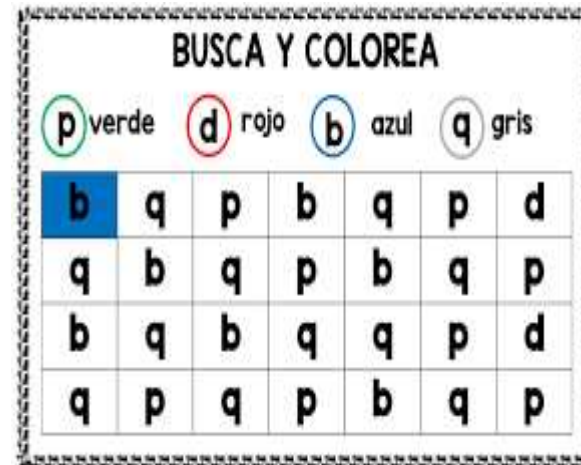 BUSCA Y COLOREA
p verde d rojo b azul q gris
b q p b q p d
q b q p b q p
b q b q q p d
q p q p b q p